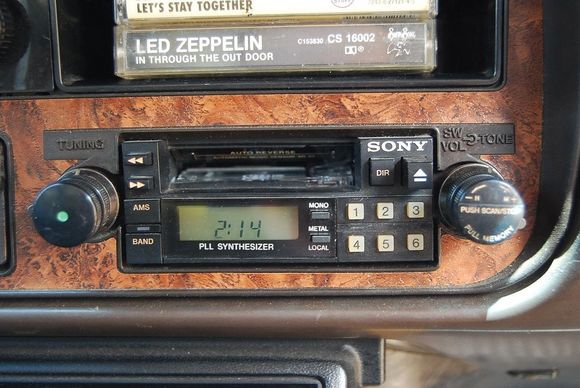 LET'S STAY TOGETHER
LED ZEPPELIN
C153830 CS 16002
IN THROUGH THE OUT DOOR
TUNING
AUTO REVERSE
SONY
SW
VOL TONE
DIR
AMS
BAND
2:14
PLL SYNTHESIZER
MONO
METAL
LOCAL
1 2 3
4 5 6
PUSH SCAN/STOP
PULL MEMORY